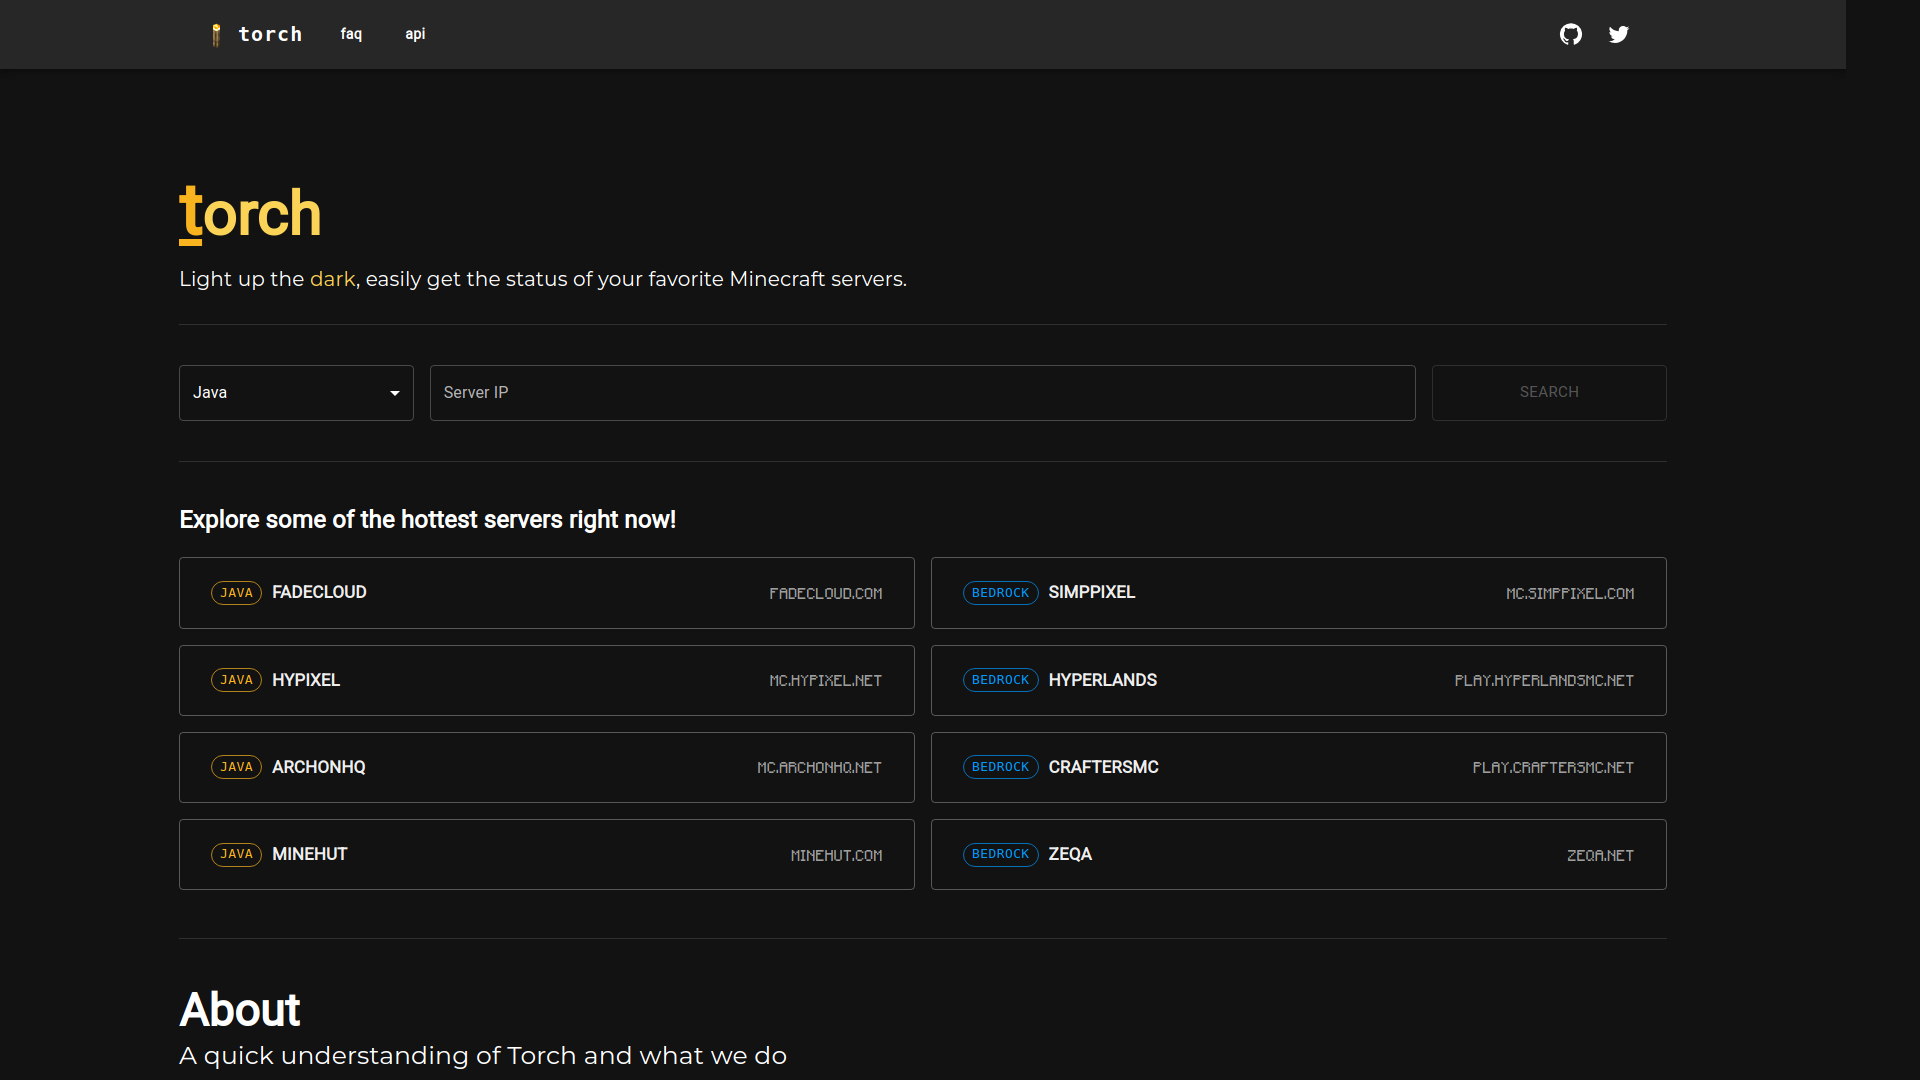 torch faq api
torch
Light up the dark, easily get the status of your favorite Minecraft servers.
Java Server IP SEARCH
Explore some of the hottest servers right now!
JAVA FADECLOUD FADECLOUD.COM
BEDROCK SIMPPIXEL MC.SIMPPIXEL.COM
JAVA HYPIXEL MC.HYPIXEL.NET
BEDROCK HYPERLANDS PLAY.HYPERLANDSMC.NET
JAVA ARCHONHQ MC.ARCHONHQ.NET
BEDROCK CRAFTERSMC PLAY.CRAFTERSMC.NET
JAVA MINEHUT MINEHUT.COM
BEDROCK ZEQA ZEQA.NET
About
A quick understanding of Torch and what we do